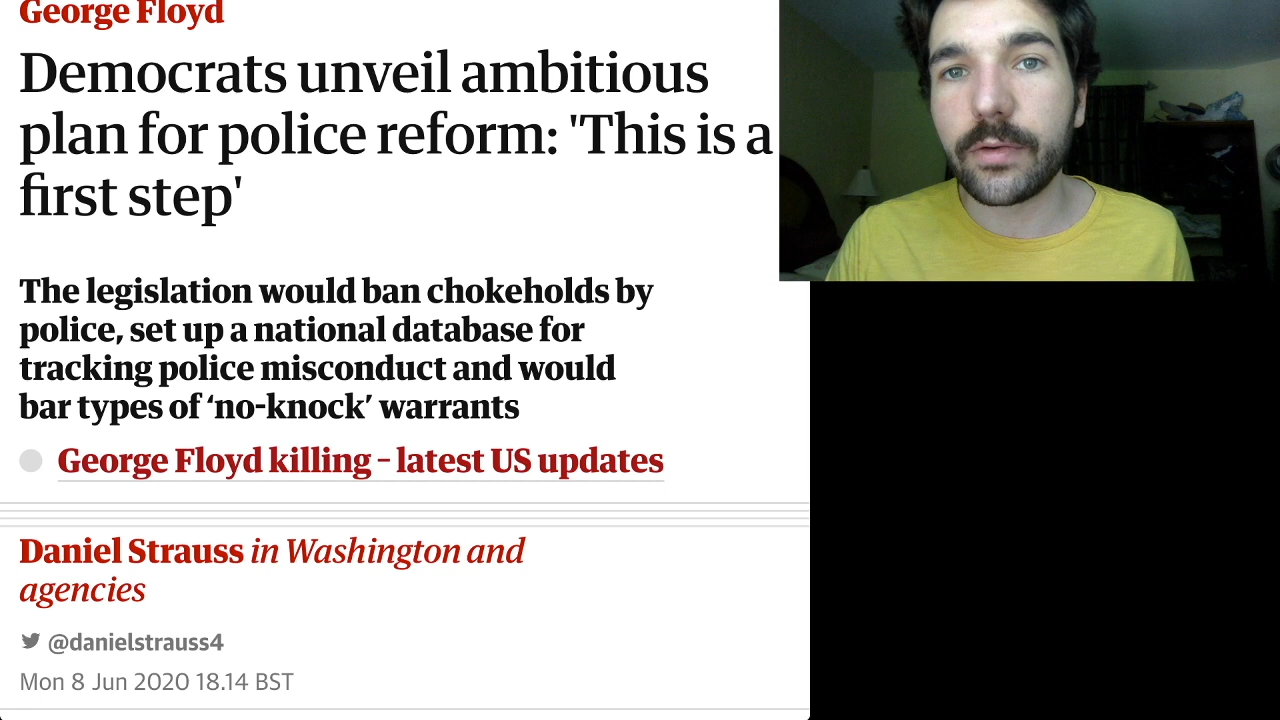 George Floyd
Democrats unveil ambitious
plan for police reform: 'This is a
first step'
The legislation would ban chokeholds by
police, set up a national database for
tracking police misconduct and would
bar types of ‘no-knock’ warrants
George Floyd killing – latest US updates
Daniel Strauss in Washington and
agencies
@danielstrauss4
Mon 8 Jun 2020 18.14 BST